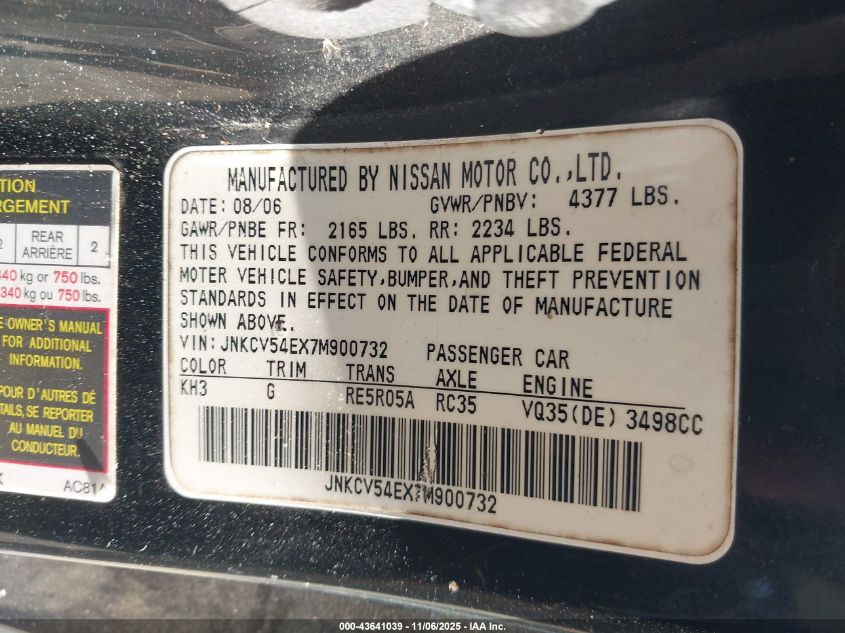 TION
RGEMENT
2 REAR ARRIÈRE 2
340 kg or 750 lbs.
340 kg ou 750 lbs.
E OWNER'S MANUAL
FOR ADDITIONAL
INFORMATION.
POUR D'AUTRES
ETAILS, SE REPORTER
AU MANUEL DU
CONDUCTEUR.
AC81A
MANUFACTURED BY NISSAN MOTOR CO.,LTD.
DATE: 08/06 GVWR/PNBV: 4377 LBS.
GAWR/PNBE FR: 2165 LBS. RR: 2234 LBS.
THIS VEHICLE CONFORMS TO ALL APPLICABLE FEDERAL
MOTER VEHICLE SAFETY,BUMPER,AND THEFT PREVENTION
STANDARDS IN EFFECT ON THE DATE OF MANUFACTURE
SHOWN ABOVE.
VIN:JNKCV54EX7M900732 PASSENGER CAR
COLOR TRIM TRANS AXLE ENGINE
KH3 G RE5R05A RC35 VQ35(DE) 3498CC
JNKCV54EX7M900732
000-43641039 - 11/06/2025 - IAA Inc.